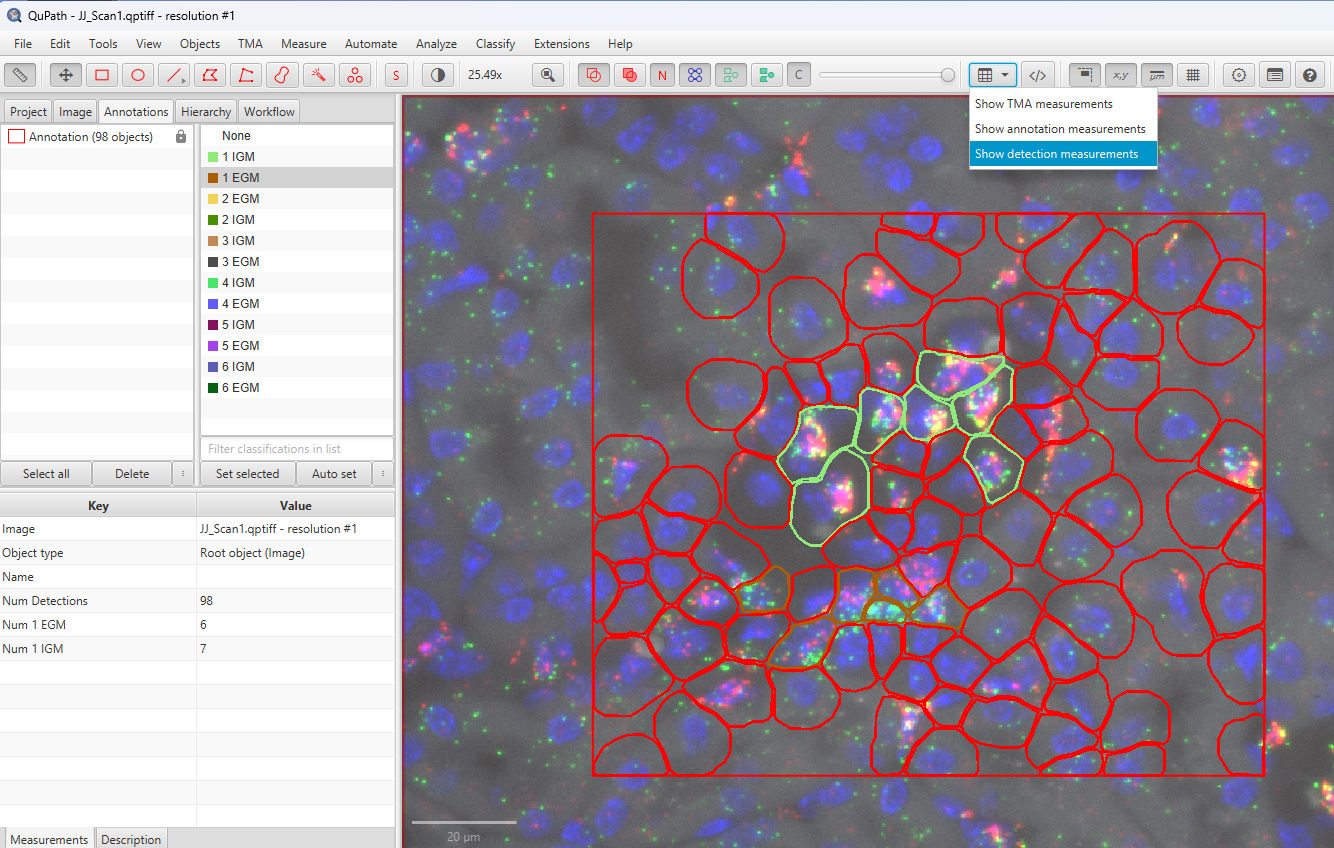 QuPath - JJ_Scan1.qptiff - resolution #1
File Edit Tools View Objects TMA Measure Automate Analyze Classify Extensions Help
S 25.49x N C x,y µm ?
Show TMA measurements
Show annotation measurements
Show detection measurements
Project Image Annotations Hierarchy Workflow
Annotation (98 objects)
None
1 IGM
1 EGM
2 EGM
2 IGM
3 IGM
3 EGM
4 IGM
4 EGM
5 IGM
5 EGM
6 IGM
6 EGM
Filter classifications in list
Select all Delete Set selected Auto set
Key Value
Image JJ_Scan1.qptiff - resolution #1
Object type Root object (Image)
Name
Num Detections 98
Num 1 EGM 6
Num 1 IGM 7
Measurements Description
20 µm